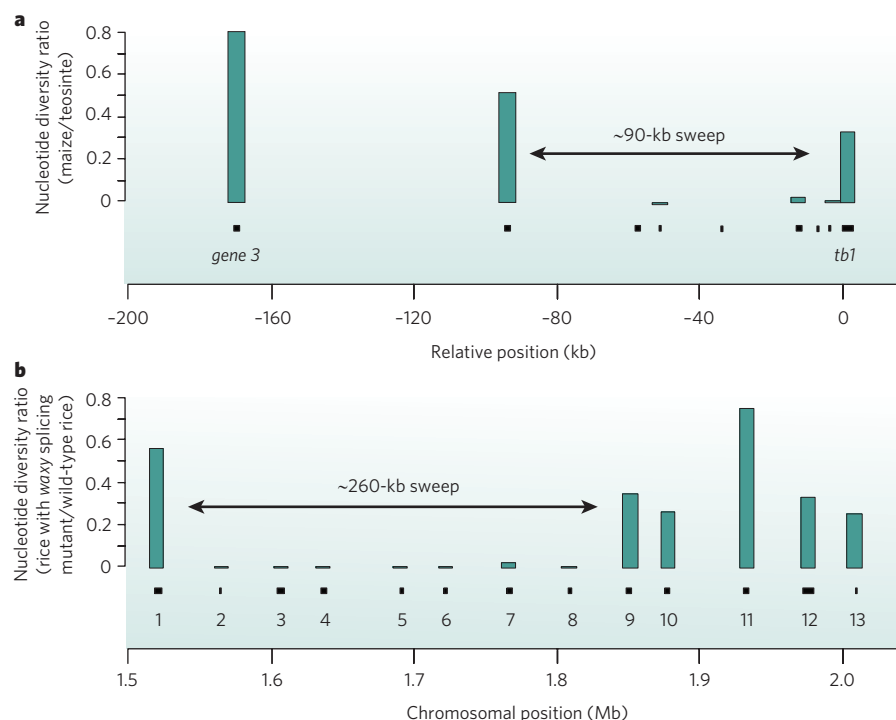 a
Nucleotide diversity ratio
(maize/teosinte)
0.8
0.6
0.4
0.2
0
~90-kb sweep
gene 3
tb1
–200
–160
–120
–80
–40
0
Relative position (kb)
b
Nucleotide diversity ratio
(rice with waxy splicing
mutant/wild-type rice)
0.8
0.6
0.4
0.2
0
~260-kb sweep
1
2
3
4
5
6
7
8
9
10
11
12
13
1.5
1.6
1.7
1.8
1.9
2.0
Chromosomal position (Mb)